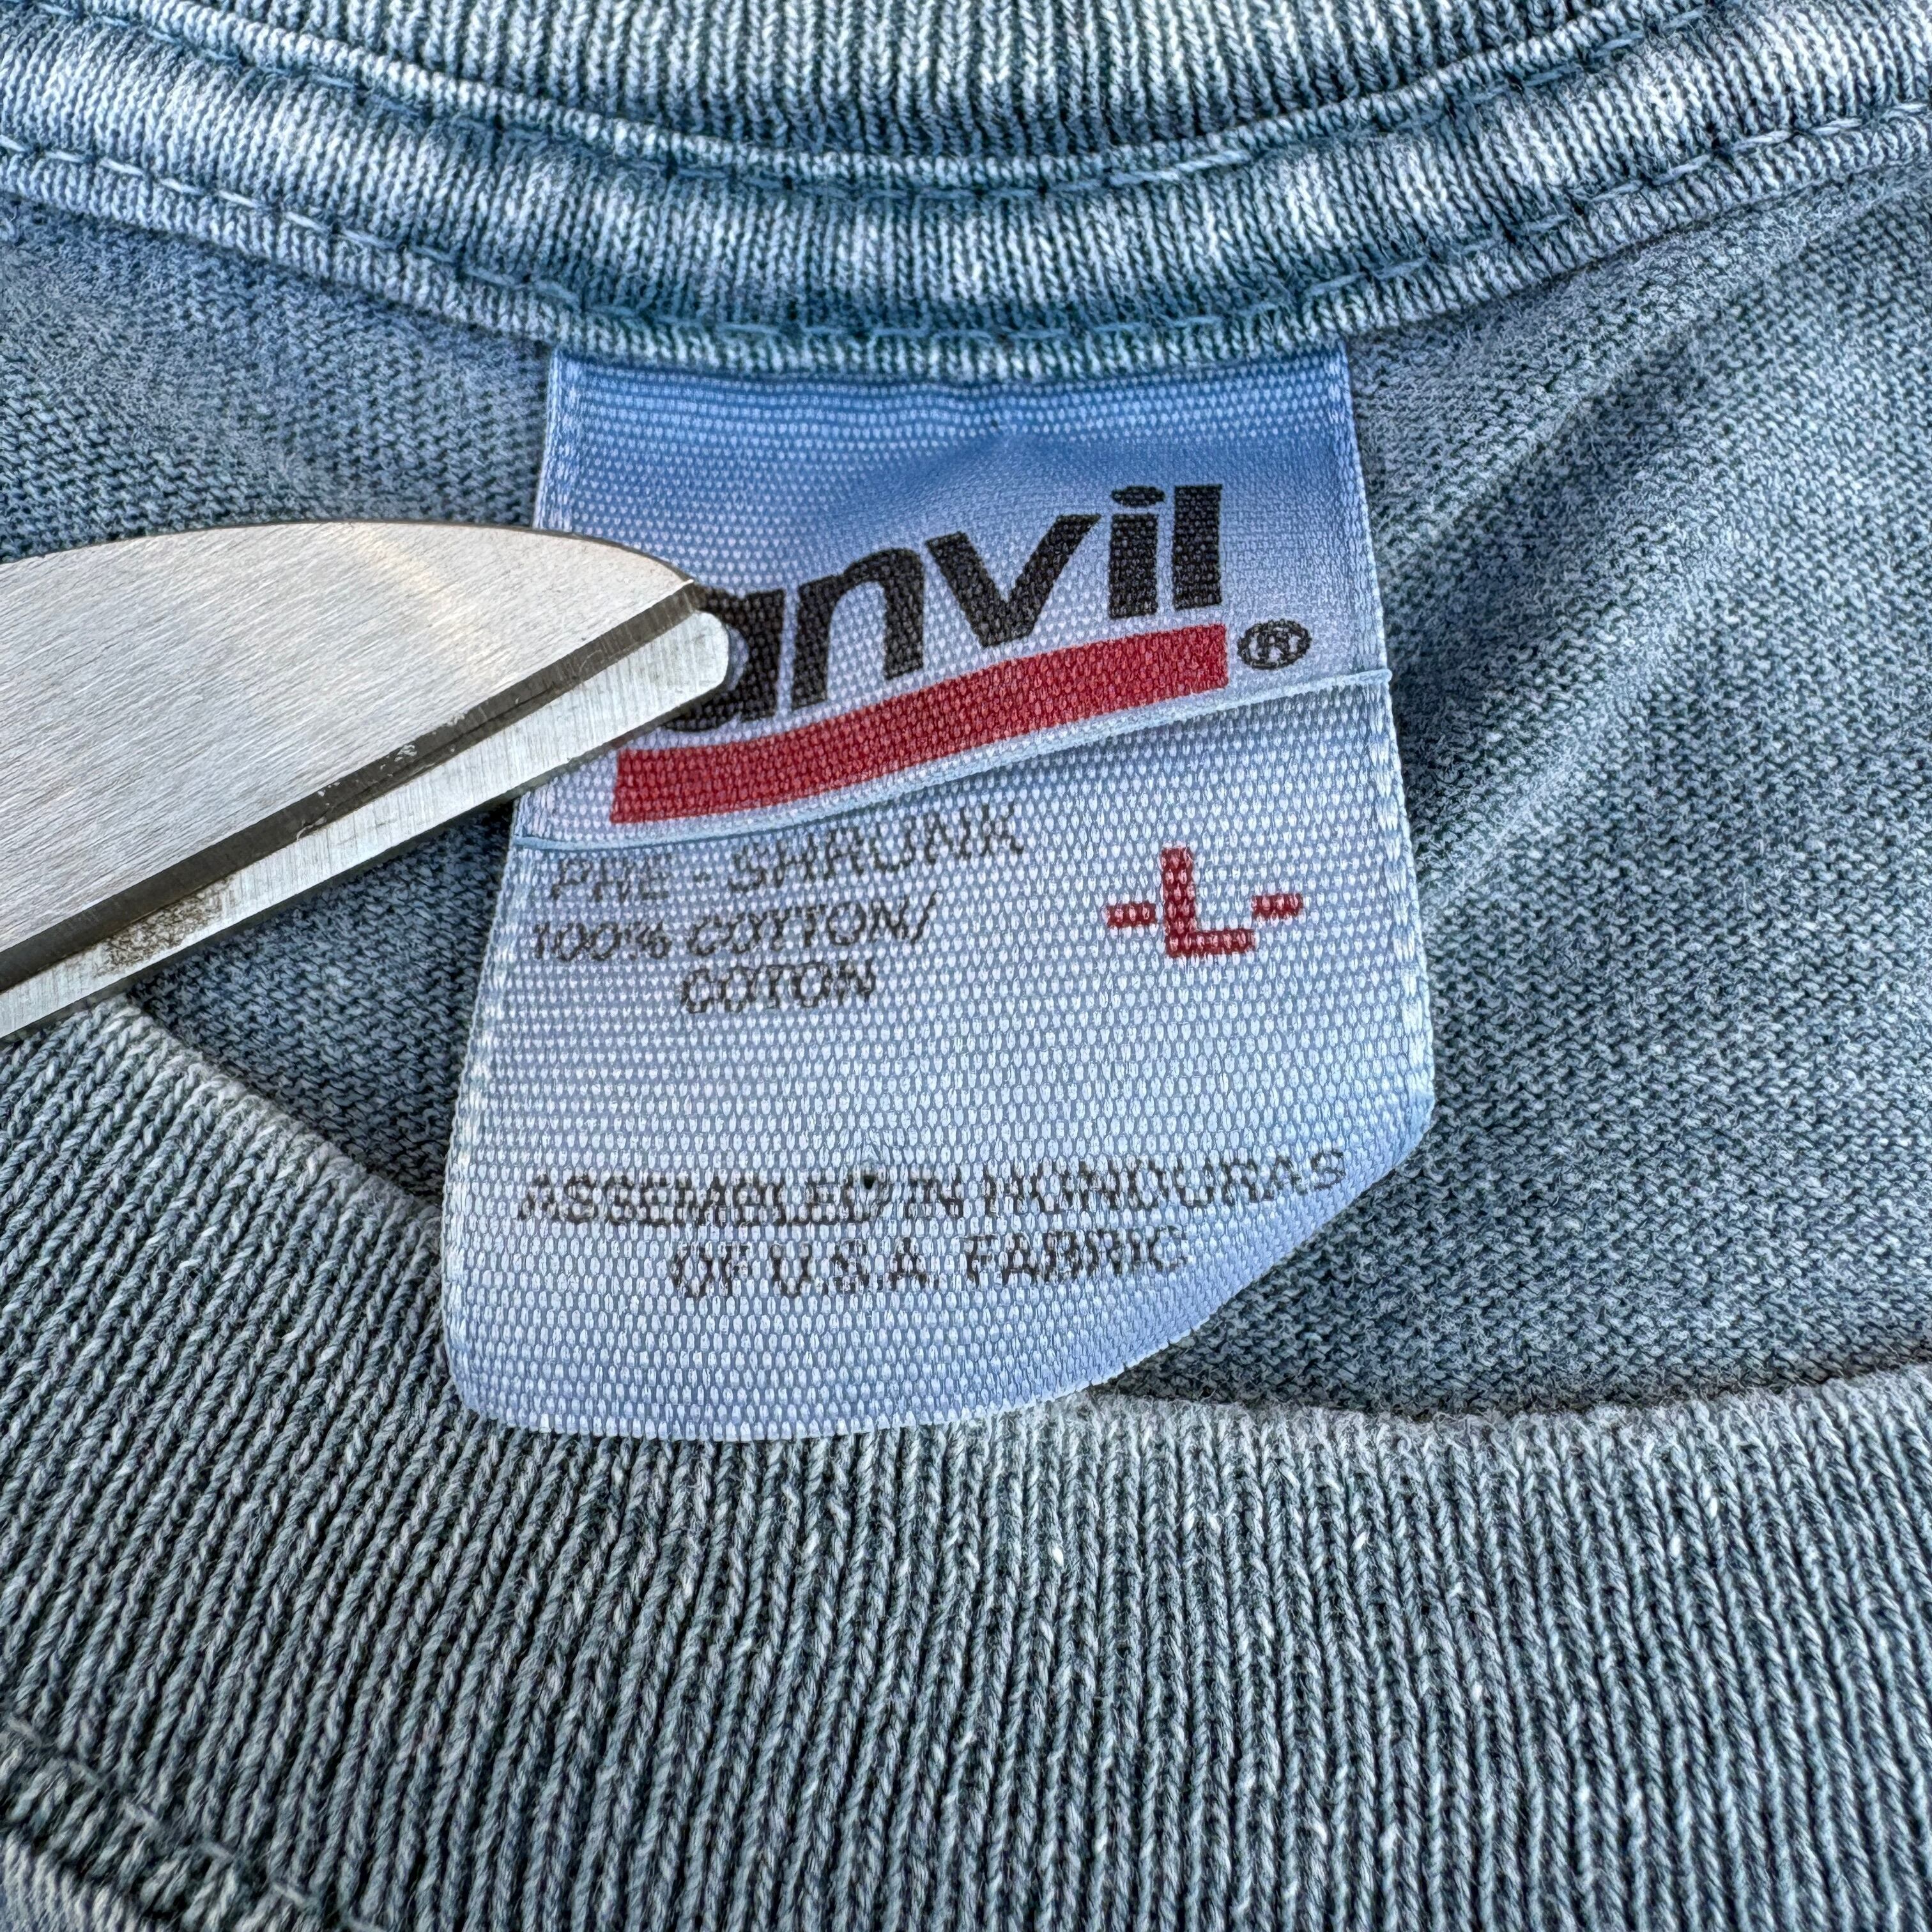 anvil®
PRE-SHRUNK
100% COTTON/
COTON
-L-
ASSEMBLED IN HONDURAS
OF U.S.A. FABRIC